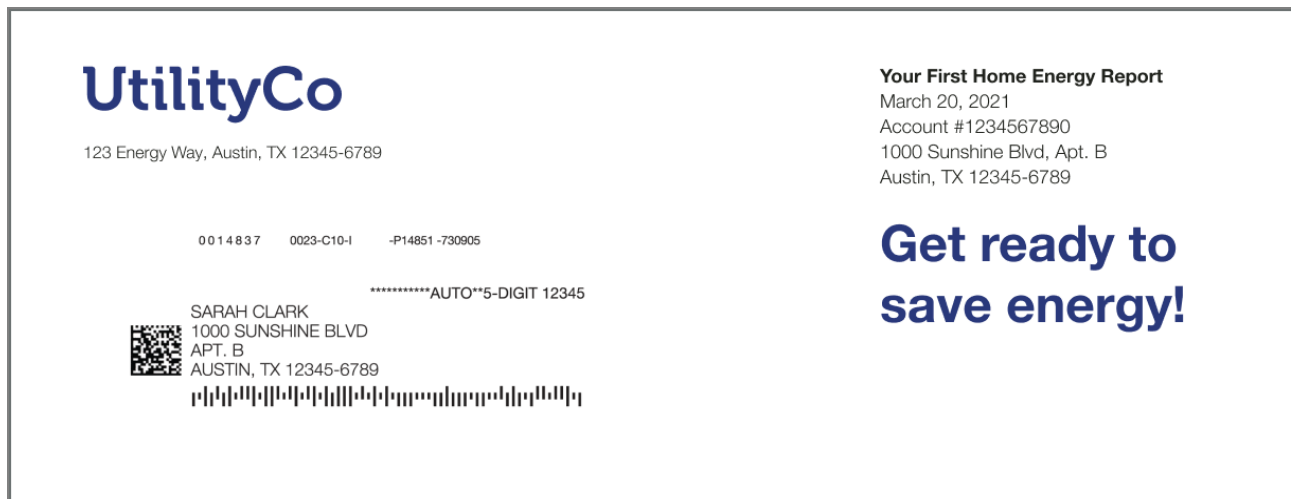 UtilityCo
123 Energy Way, Austin, TX 12345-6789
0014837 0023-C10-I -P14851 -730905
***********AUTO**5-DIGIT 12345
SARAH CLARK
1000 SUNSHINE BLVD
APT. B
AUSTIN, TX 12345-6789
Your First Home Energy Report
March 20, 2021
Account #1234567890
1000 Sunshine Blvd, Apt. B
Austin, TX 12345-6789
Get ready to
save energy!